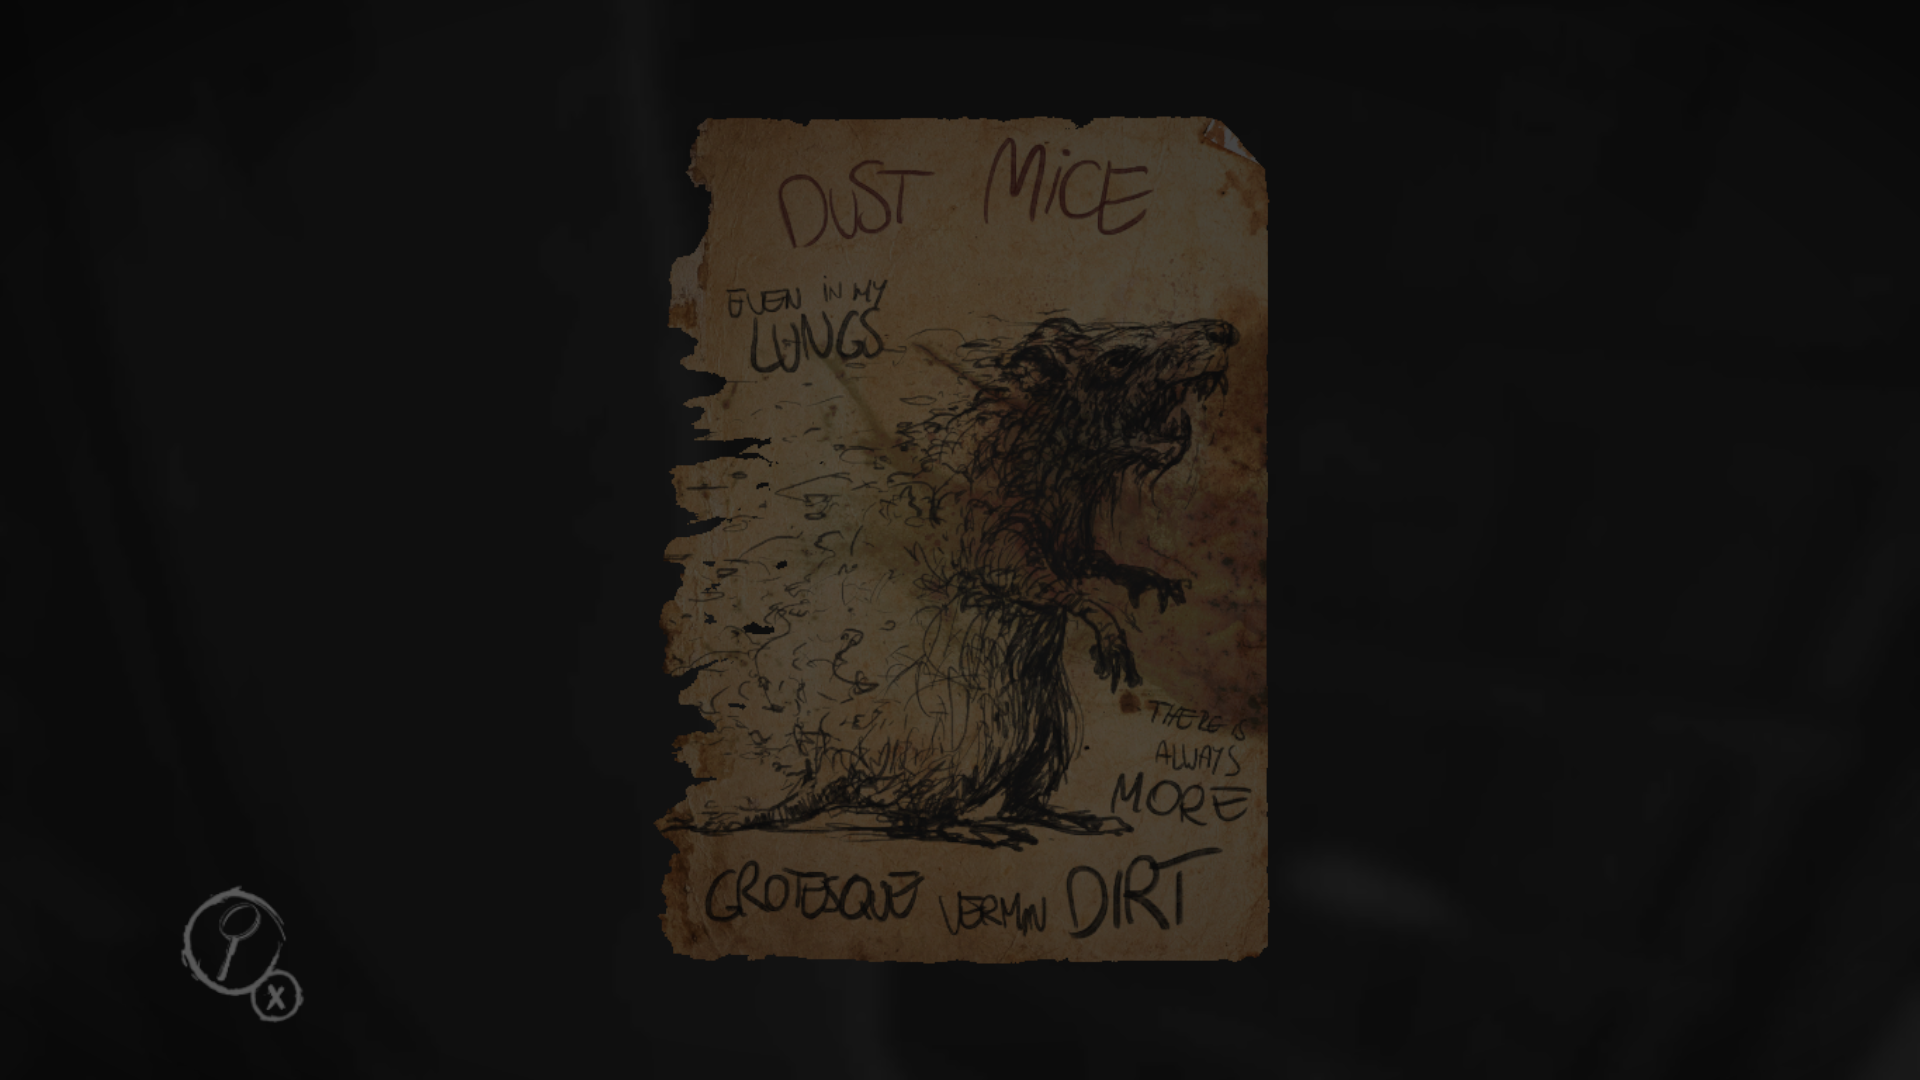 DUST MiCE
EVEN iN MY
LUNGS
THERE IS
ALWAYS
MORE
GROTESQUE VERMIN DIRT
X